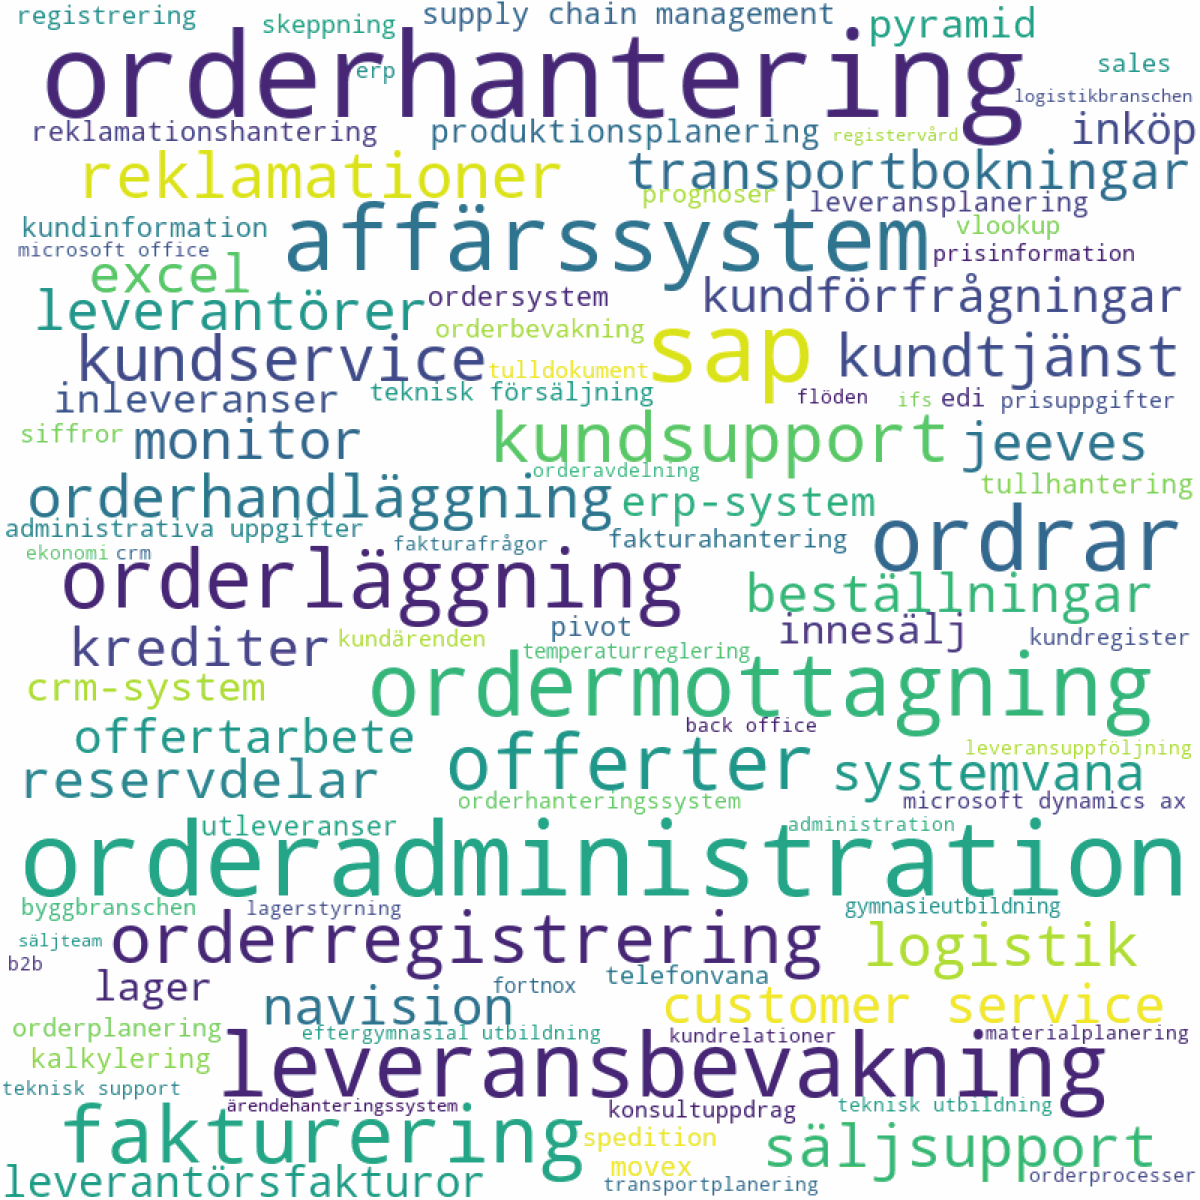 registrering
skeppning
supply chain management
pyramid
orderhantering
erp
sales
logistikbranschen
reklamationshantering
produktionsplanering
registervård
inköp
reklamationer
transportbokningar
prognoser
leveransplanering
kundinformation
affärssystem
vlookup
microsoft office
prisinformation
excel
leverantörer
ordersystem
kundförfrågningar
orderbevakning
sap
kundservice
kundtjänst
tulldokument
teknisk försäljning
inleveranser
flöden
ifs
edi
prisuppgifter
siffror
monitor
kundsupport
jeeves
orderavdelning
orderhandläggning
erp-system
tullhantering
administrativa uppgifter
fakturafrågor
fakturahantering
ordrar
ekonomi
crm
orderläggning
beställningar
krediter
kundärenden
pivot
innesälj
kundregister
temperaturreglering
crm-system
ordermottagning
back office
offertarbete
offerter
leveransuppföljning
reservdelar
systemvana
orderhanteringssystem
microsoft dynamics ax
utleveranser
administration
orderadministration
byggbranschen
lagerstyrning
gymnasieutbildning
säljteam
orderregistrering
logistik
b2b
lager
telefonvana
fortnox
navision
customer service
orderplanering
eftergymnasial utbildning
kundrelationer
materialplanering
kalkylering
leveransbevakning
teknisk support
ärendehanteringssystem
konsultuppdrag
teknisk utbildning
fakturering
spedition
säljsupport
movex
leverantörsfakturor
transportplanering
orderprocesser